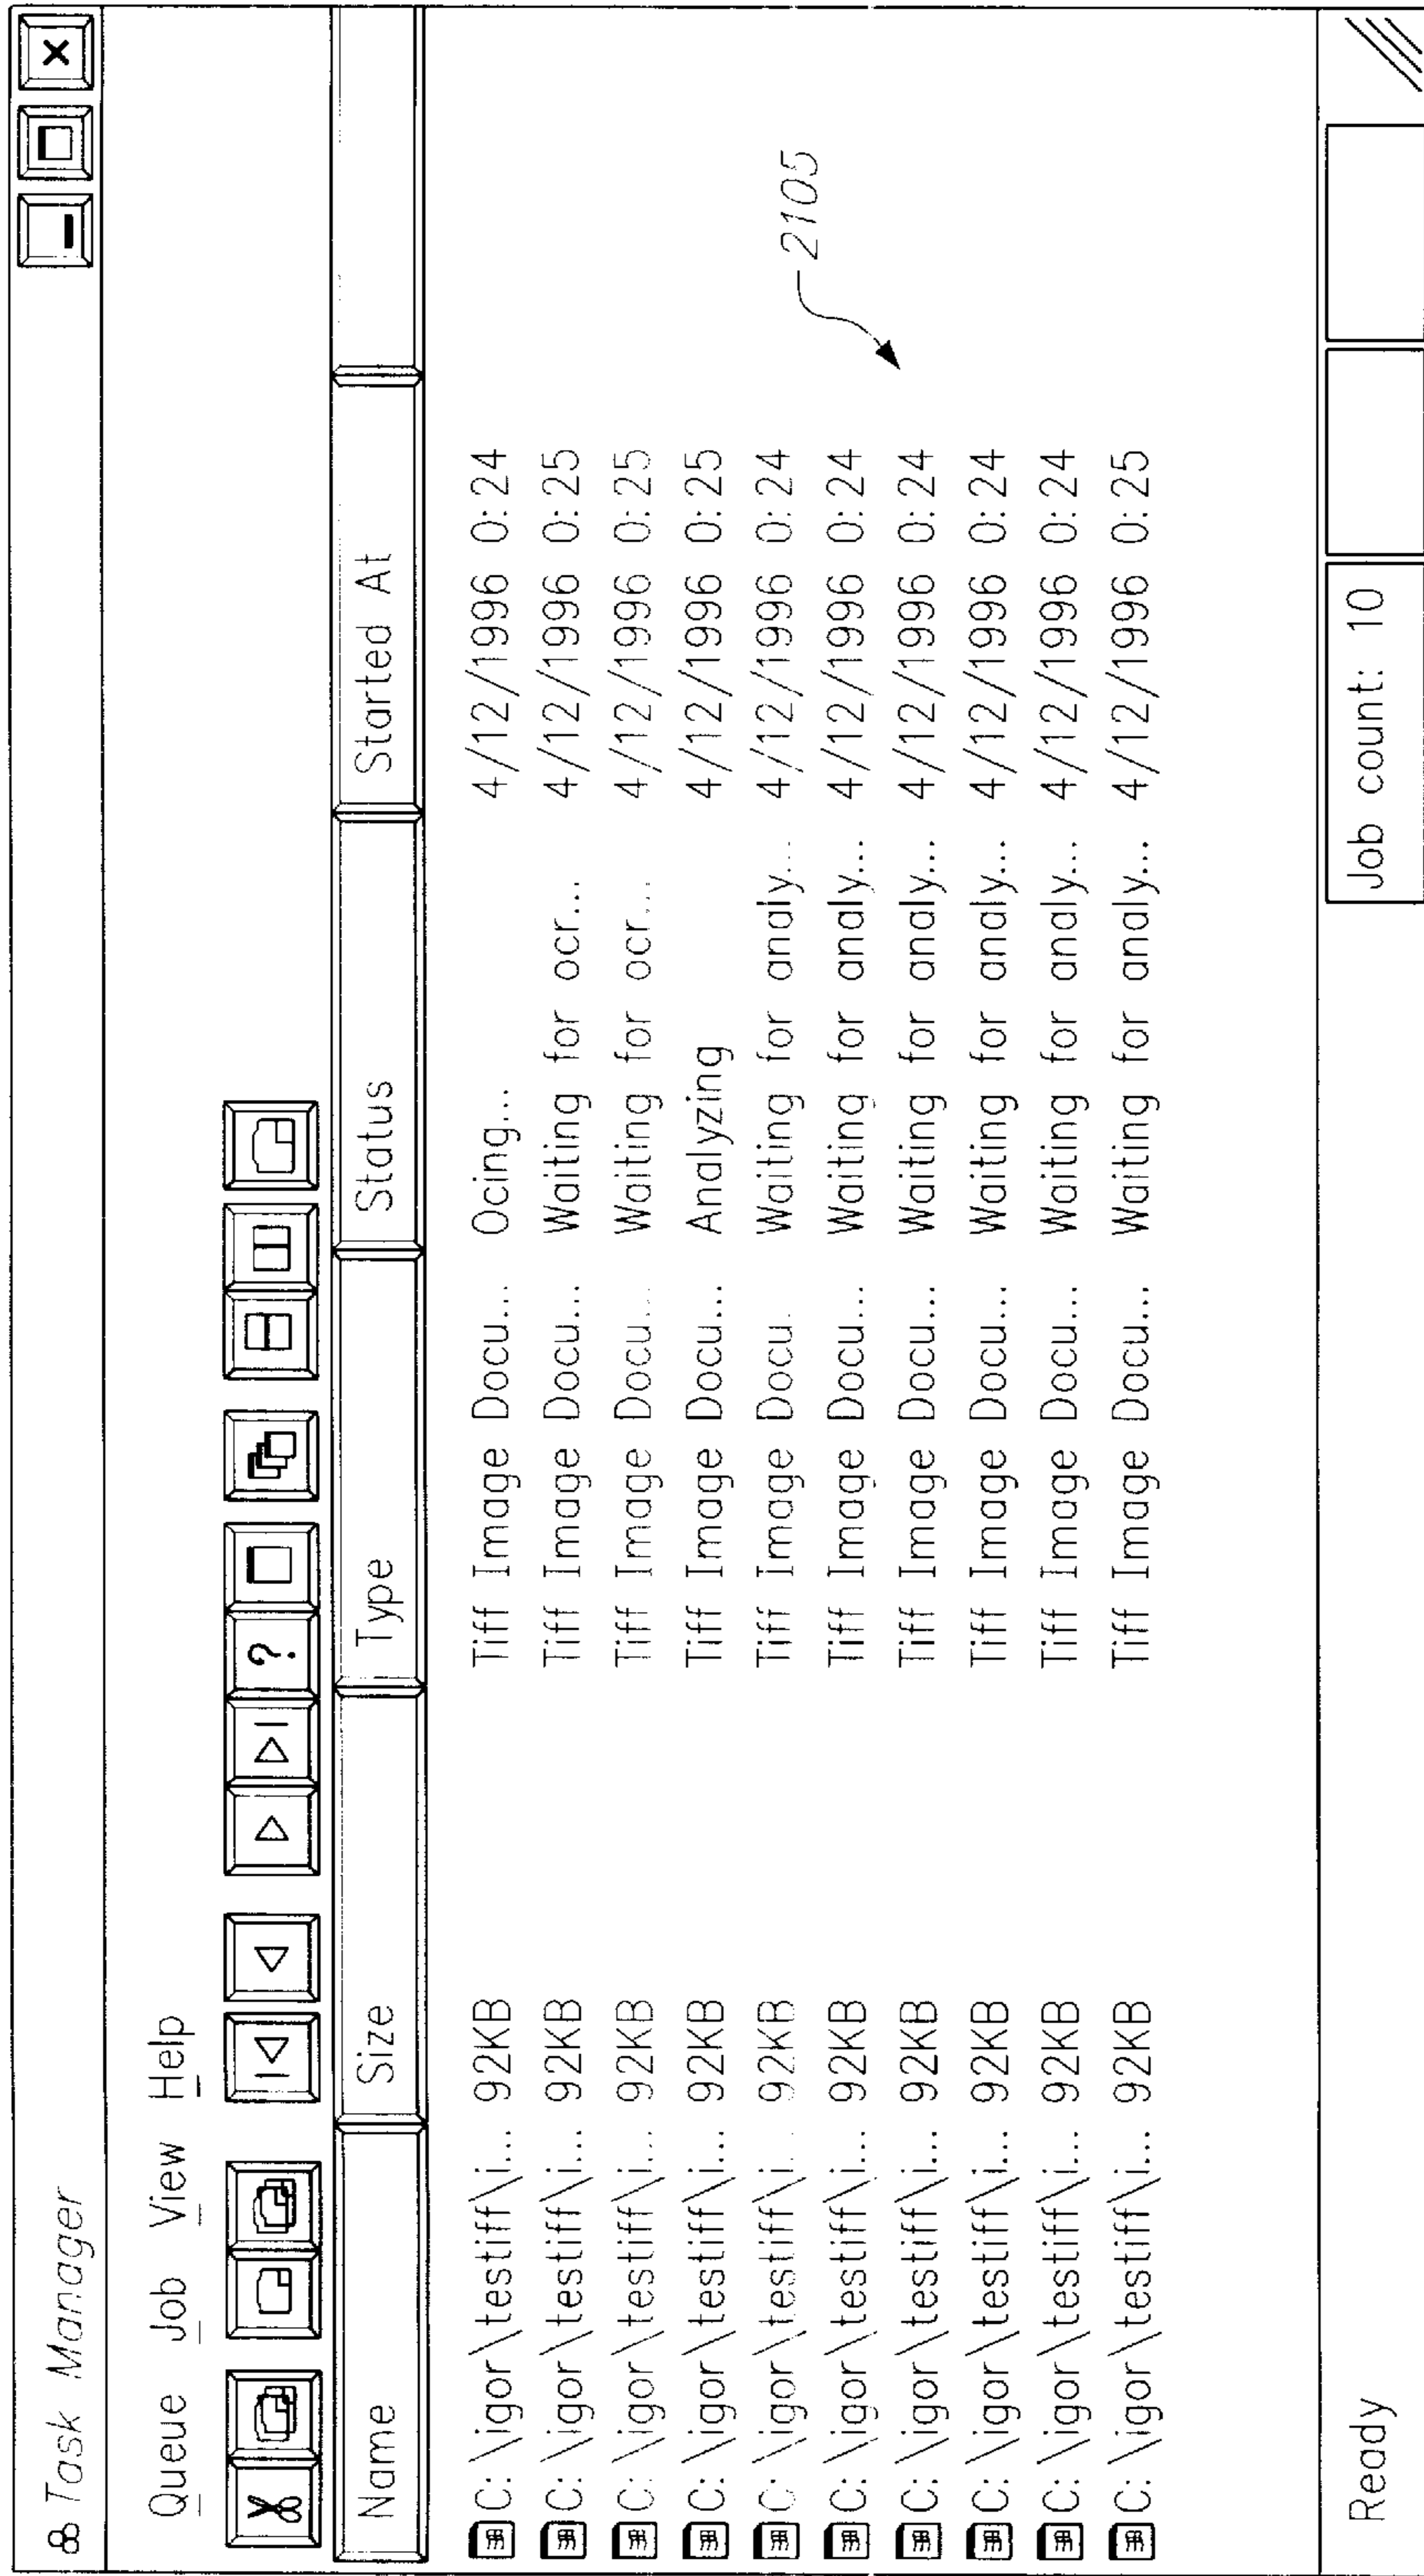 Task Manager
Queue Job View Help
?
Name Size Type Status Started At
C: \igor\testiff\i... 92KB Tiff Image Docu... Ocing... 4/12/1996 0:24
C: \igor\testiff\i... 92KB Tiff Image Docu... Waiting for ocr... 4/12/1996 0:25
C: \igor\testiff\i... 92KB Tiff Image Docu... Waiting for ocr... 4/12/1996 0:25
C: \igor\testiff\i... 92KB Tiff Image Docu... Analyzing 4/12/1996 0:25
C: \igor\testiff\i... 92KB Tiff Image Docu... Waiting for analy... 4/12/1996 0:24
C: \igor\testiff\i... 92KB Tiff Image Docu... Waiting for analy... 4/12/1996 0:24
C: \igor\testiff\i... 92KB Tiff Image Docu... Waiting for analy... 4/12/1996 0:24
C: \igor\testiff\i... 92KB Tiff Image Docu... Waiting for analy... 4/12/1996 0:24
C: \igor\testiff\i... 92KB Tiff Image Docu... Waiting for analy... 4/12/1996 0:24
C: \igor\testiff\i... 92KB Tiff Image Docu... Waiting for analy... 4/12/1996 0:25
2105
Ready Job count: 10